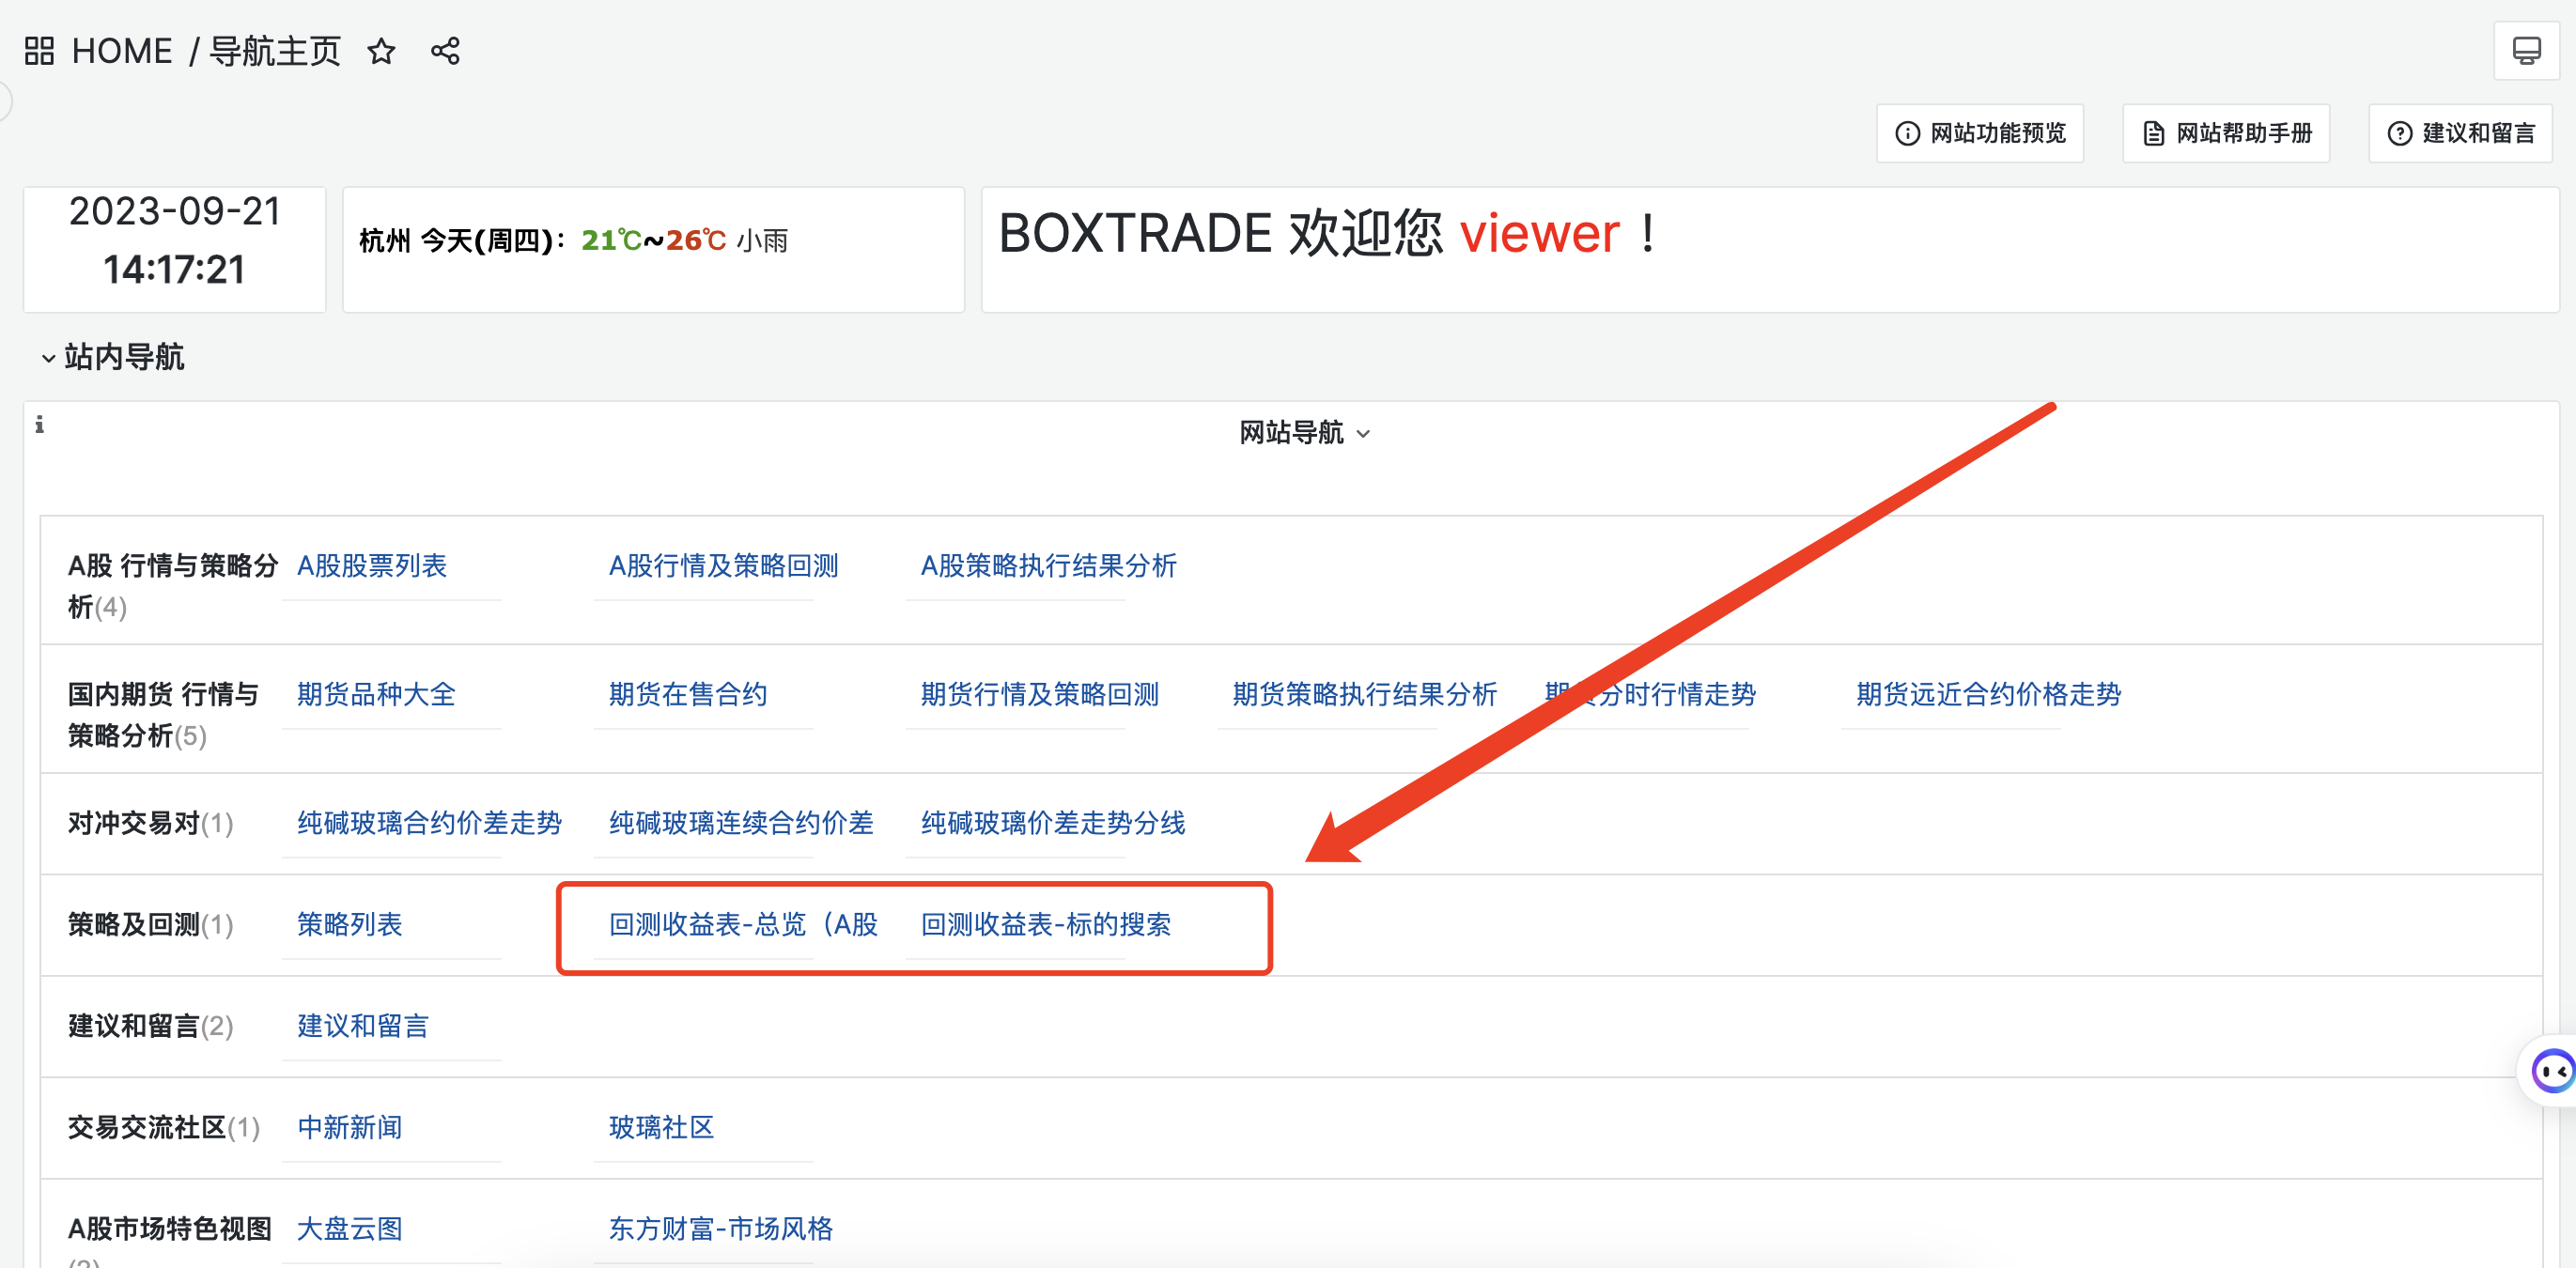 HOME / 导航主页
网站功能预览 网站帮助手册 建议和留言
2023-09-21
14:17:21
杭州 今天(周四)：21℃~26℃ 小雨
BOXTRADE 欢迎您 viewer！
站内导航
网站导航
A股 行情与策略分析(4) A股股票列表 A股行情及策略回测 A股策略执行结果分析
国内期货 行情与策略分析(5) 期货品种大全 期货在售合约 期货行情及策略回测 期货策略执行结果分析 期货分时行情走势 期货远近合约价格走势
对冲交易对(1) 纯碱玻璃合约价差走势 纯碱玻璃连续合约价差 纯碱玻璃价差走势分线
策略及回测(1) 策略列表 回测收益表-总览（A股 回测收益表-标的搜索
建议和留言(2) 建议和留言
交易交流社区(1) 中新新闻 玻璃社区
A股市场特色视图 大盘云图 东方财富-市场风格